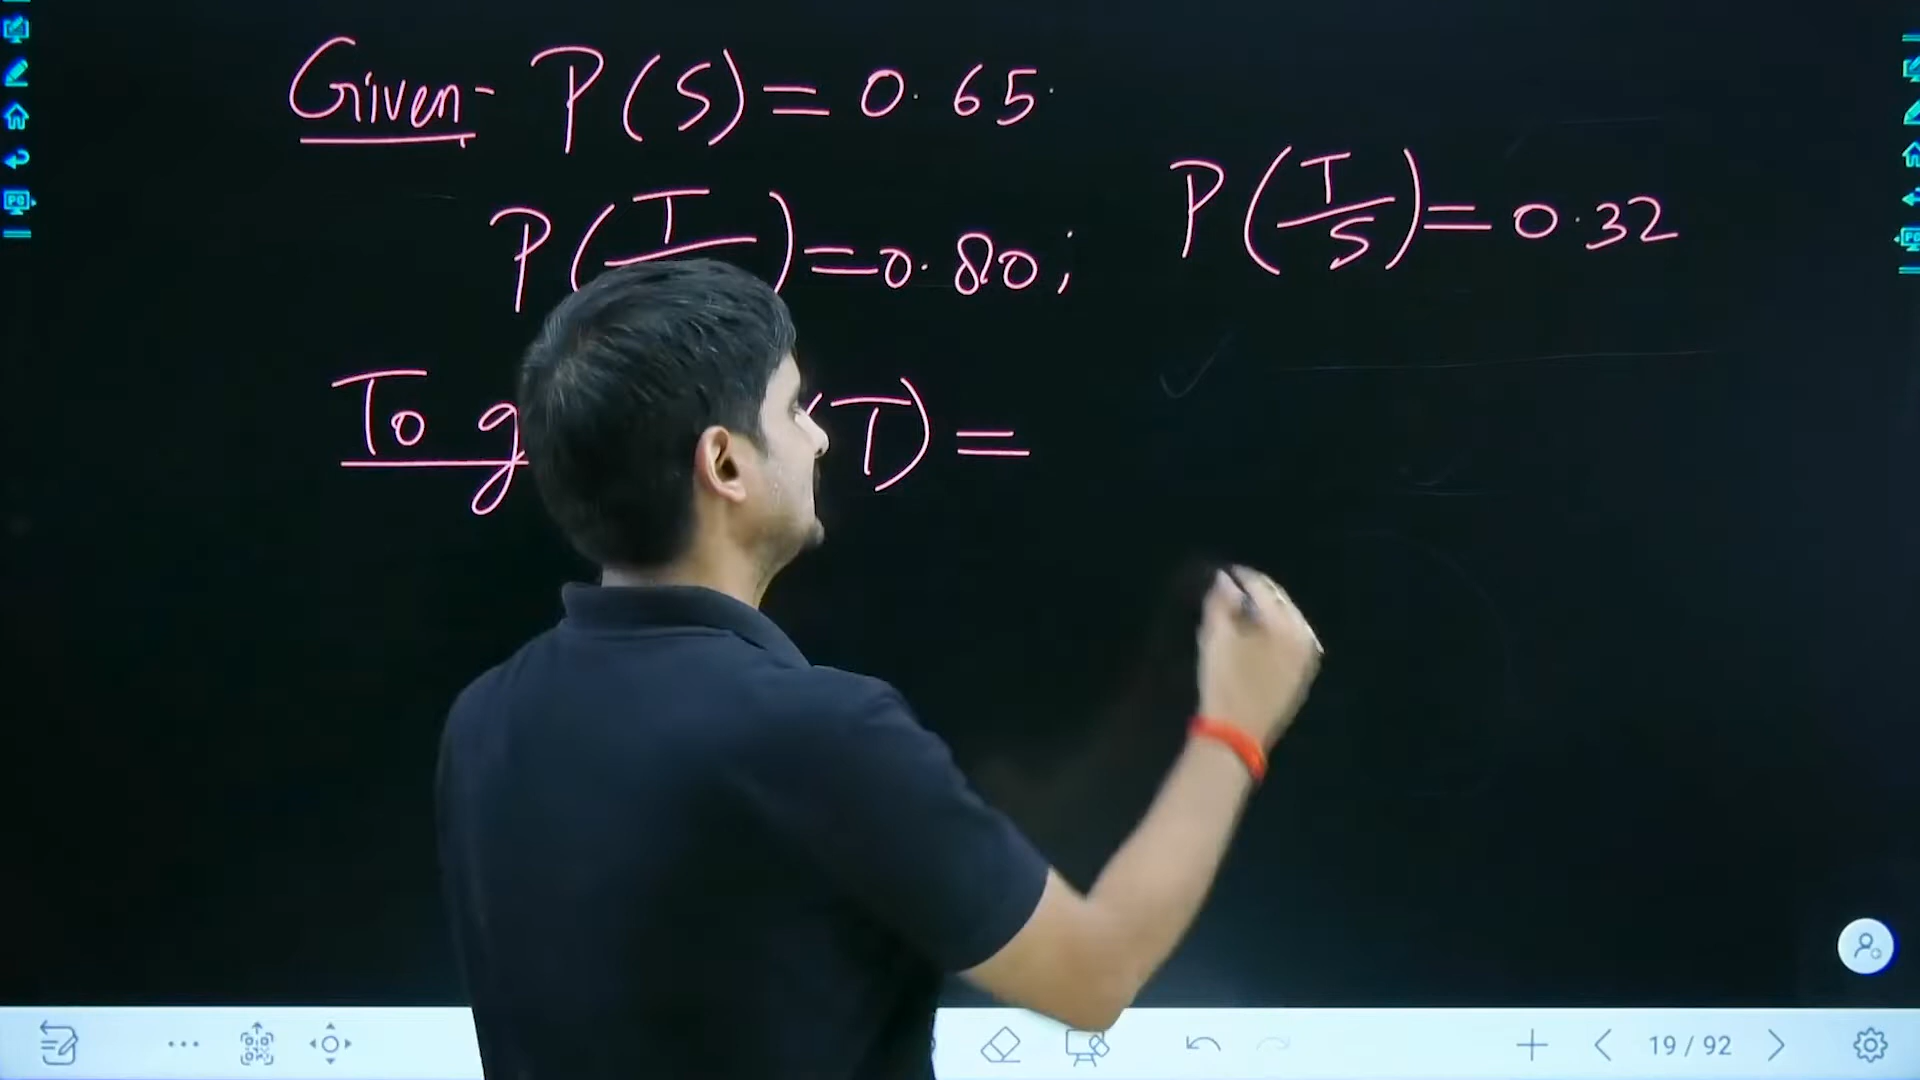 Given- P(S) = 0.65
P(T/ ) = 0.80; P(T/S) = 0.32
To g (T) =
19 / 92